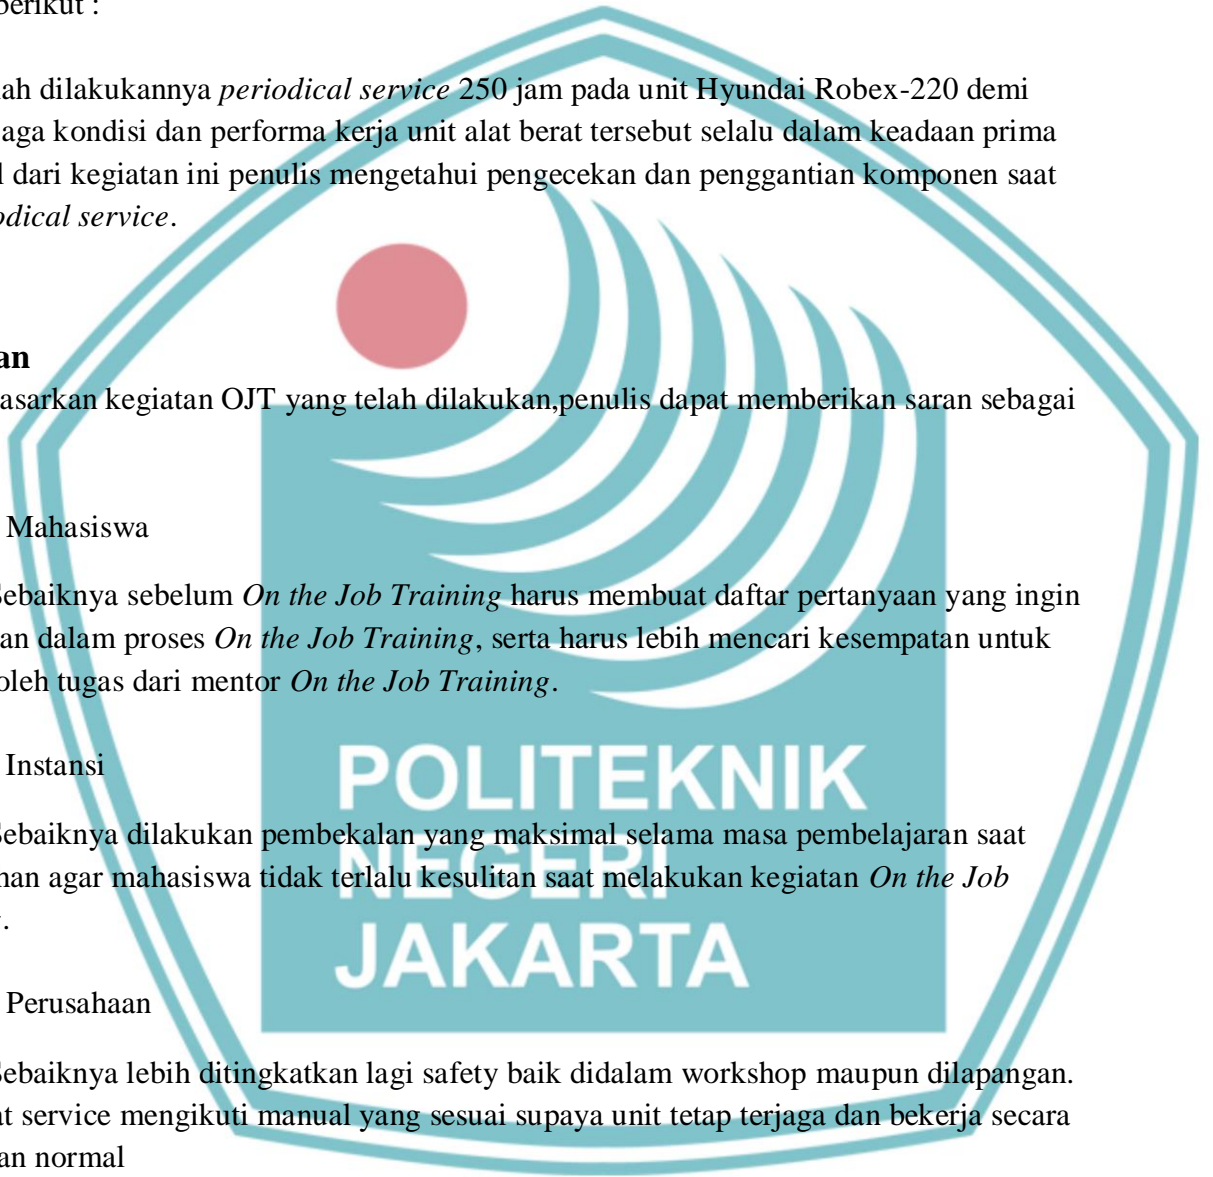 berikut :
lah dilakukannya periodical service 250 jam pada unit Hyundai Robex-220 demi
aga kondisi dan performa kerja unit alat berat tersebut selalu dalam keadaan prima
l dari kegiatan ini penulis mengetahui pengecekan dan penggantian komponen saat
odical service.
an
asarkan kegiatan OJT yang telah dilakukan,penulis dapat memberikan saran sebagai
Mahasiswa
Sebaiknya sebelum On the Job Training harus membuat daftar pertanyaan yang ingin
an dalam proses On the Job Training, serta harus lebih mencari kesempatan untuk
oleh tugas dari mentor On the Job Training.
Instansi
Sebaiknya dilakukan pembekalan yang maksimal selama masa pembelajaran saat
han agar mahasiswa tidak terlalu kesulitan saat melakukan kegiatan On the Job
.
Perusahaan
Sebaiknya lebih ditingkatkan lagi safety baik didalam workshop maupun dilapangan.
at service mengikuti manual yang sesuai supaya unit tetap terjaga dan bekerja secara
an normal
POLITEKNIK
NEGERI
JAKARTA